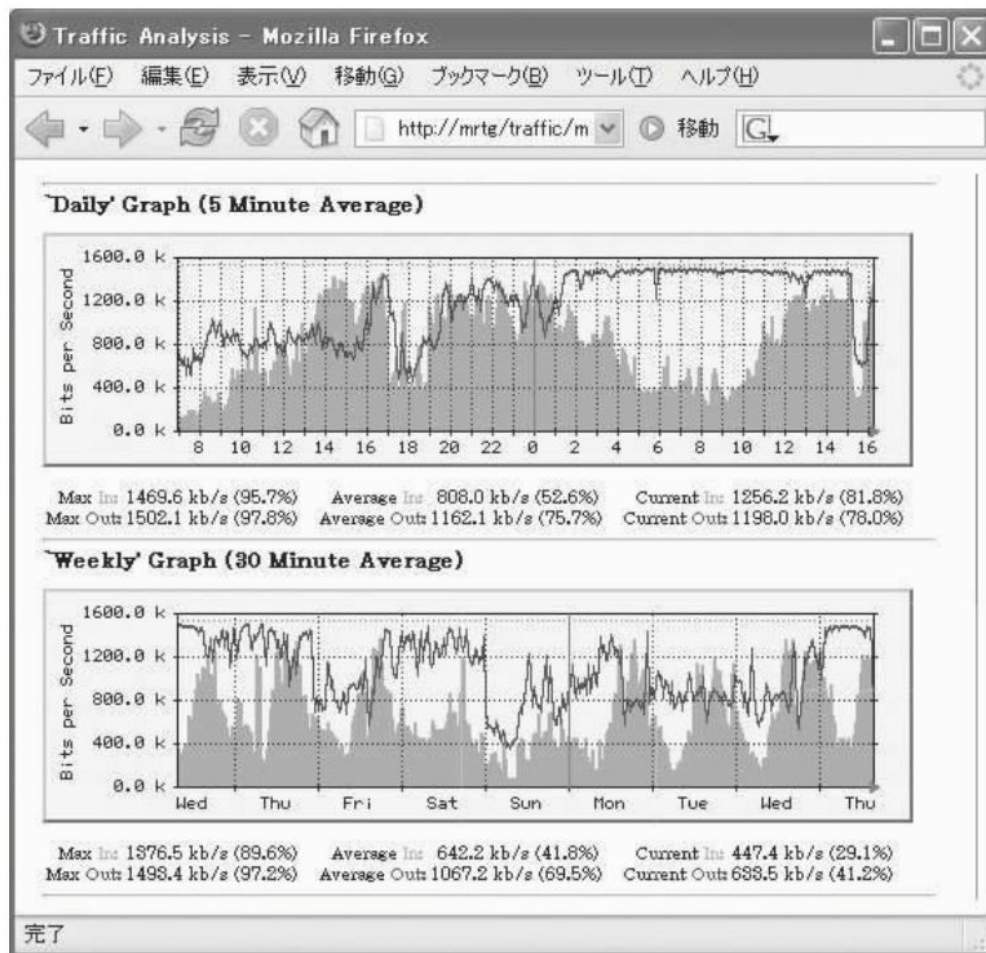 Traffic Analysis - Mozilla Firefox
ファイル(F) 編集(E) 表示(V) 移動(G) ブックマーク(B) ツール(T) ヘルプ(H)
http://mrtg/traffic/m 移動 G
`Daily' Graph (5 Minute Average)
Bits per Second
1600.0 k
1200.0 k
800.0 k
400.0 k
0.0 k
8 10 12 14 16 18 20 22 0 2 4 6 8 10 12 14 16
Max In: 1469.6 kb/s (95.7%) Average In: 808.0 kb/s (52.6%) Current In: 1256.2 kb/s (81.8%)
Max Out: 1502.1 kb/s (97.8%) Average Out: 1162.1 kb/s (75.7%) Current Out: 1198.0 kb/s (78.0%)
`Weekly' Graph (30 Minute Average)
Bits per Second
1600.0 k
1200.0 k
800.0 k
400.0 k
0.0 k
Wed Thu Fri Sat Sun Mon Tue Wed Thu
Max In: 1376.5 kb/s (89.6%) Average In: 642.2 kb/s (41.8%) Current In: 447.4 kb/s (29.1%)
Max Out: 1493.4 kb/s (97.2%) Average Out: 1067.2 kb/s (69.5%) Current Out: 633.5 kb/s (41.2%)
完了